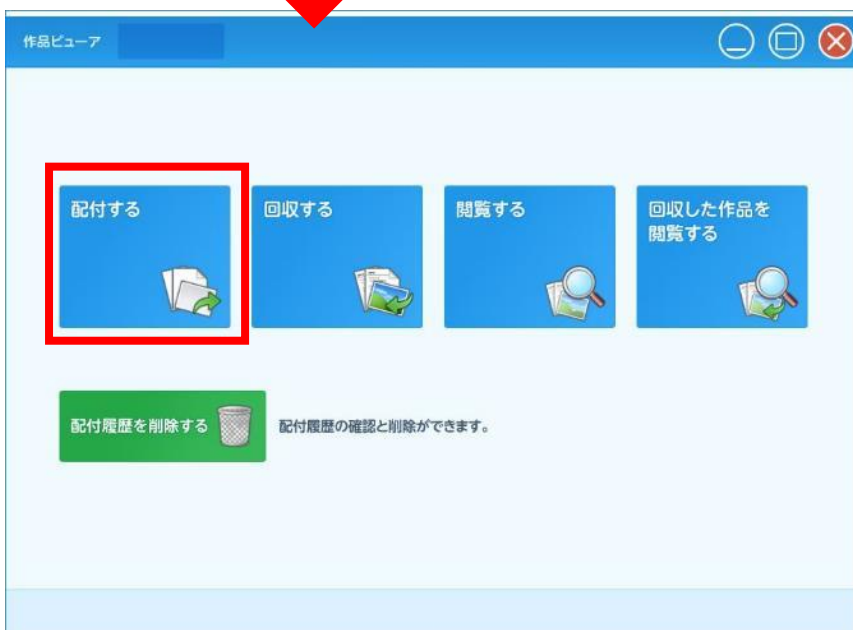 作品ビューア
配付する
回収する
閲覧する
回収した作品を
閲覧する
配付履歴を削除する
配付履歴の確認と削除ができます。